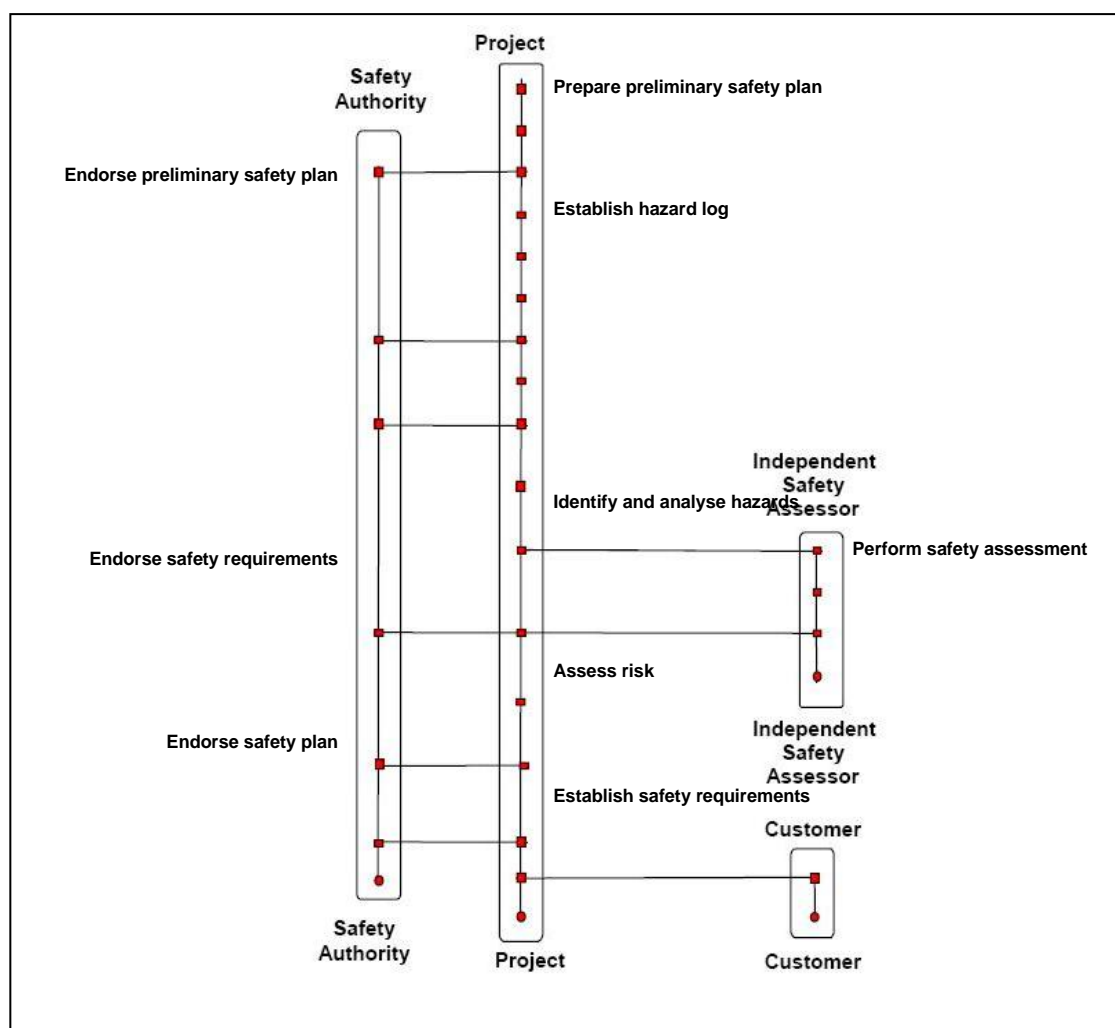 Project
Safety
Authority
Prepare preliminary safety plan
Endorse preliminary safety plan
Establish hazard log
Independent
Safety
Assessor
Identify and analyse hazards
Endorse safety requirements
Perform safety assessment
Assess risk
Endorse safety plan
Independent
Safety
Assessor
Establish safety requirements
Customer
Safety
Authority
Project
Customer